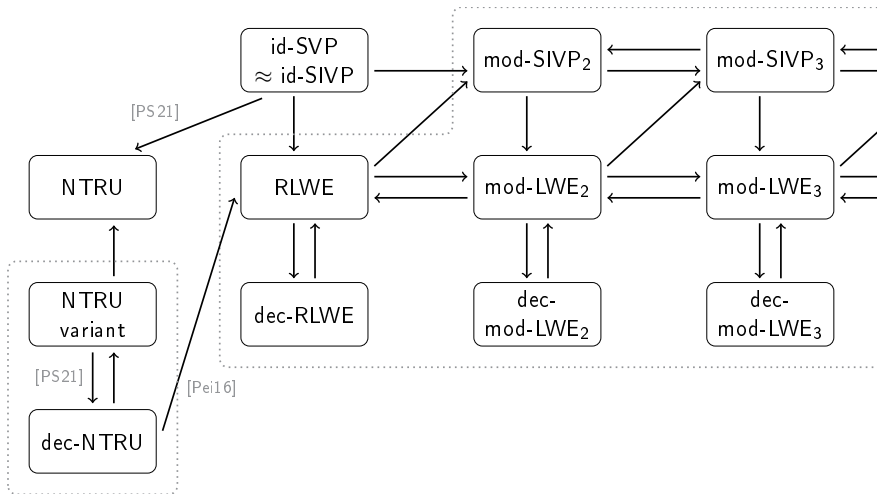 id-SVP
≈ id-SIVP
mod-SIVP₂
mod-SIVP₃
[PS21]
NTRU
RLWE
mod-LWE₂
mod-LWE₃
NTRU
variant
dec-RLWE
dec-
mod-LWE₂
dec-
mod-LWE₃
[PS21]
[Pei16]
dec-NTRU